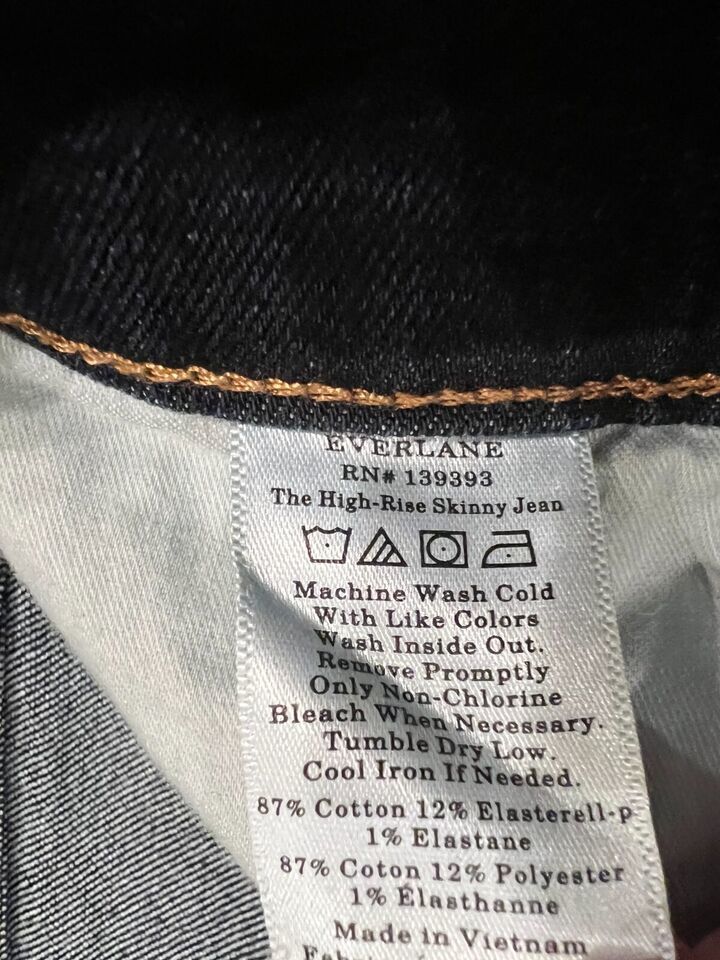 EVERLANE
RN# 139393
The High-Rise Skinny Jean
Machine Wash Cold
With Like Colors
Wash Inside Out.
Remove Promptly
Only Non-Chlorine
Bleach When Necessary.
Tumble Dry Low.
Cool Iron If Needed.
87% Cotton 12% Elasterell-p
1% Elastane
87% Coton 12% Polyester
1% Élasthanne
Made in Vietnam